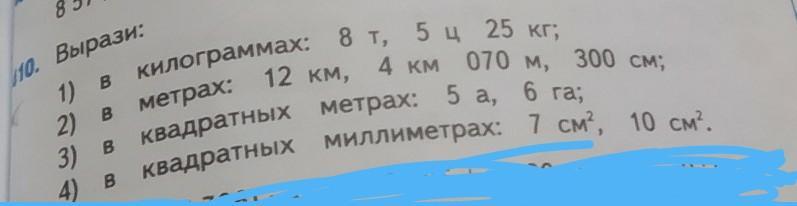 110. Вырази:
1) в килограммах: 8 т, 5 ц 25 кг;
2) в метрах: 12 км, 4 км 070 м, 300 см;
3) в квадратных метрах: 5 а, 6 га;
4) в квадратных миллиметрах: 7 см², 10 см².